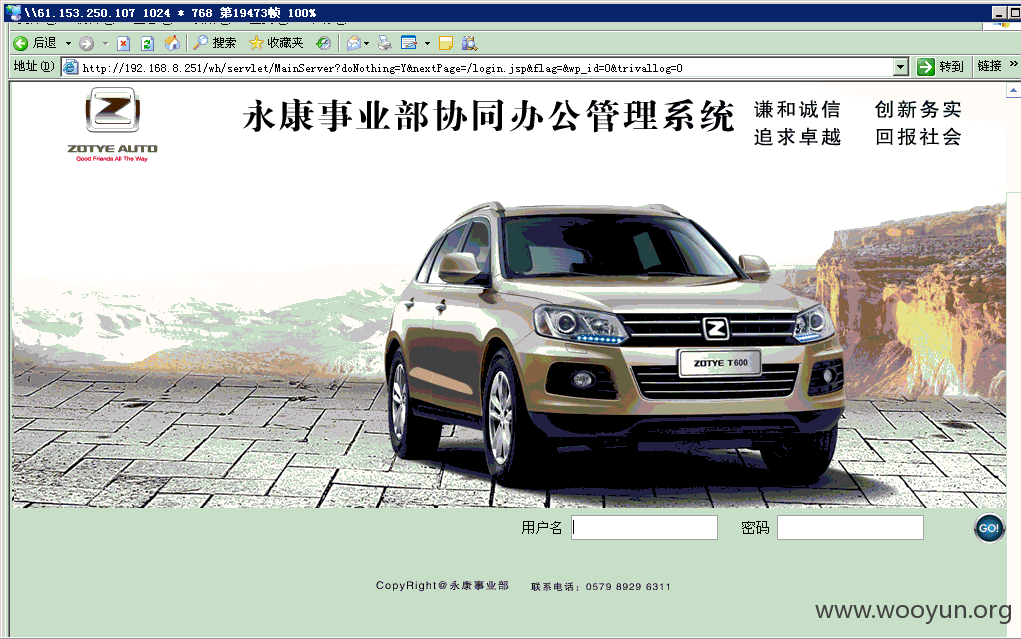 \\61.153.250.107 1024 * 768 第19473帧 100%
后退 搜索 收藏夹
地址(D) http://192.168.8.251/wh/servlet/MainServer?doNothing=Y&nextPage=/login.jsp&flag=&wp_id=0&trivallog=0 转到 链接 »
ZOTYE AUTO
Good Friends All The Way
永康事业部协同办公管理系统
谦和诚信 创新务实
追求卓越 回报社会
Z
ZOTYE T600
用户名 密码 GO!
CopyRight@永康事业部 联系电话：0579 8929 6311
www.wooyun.org